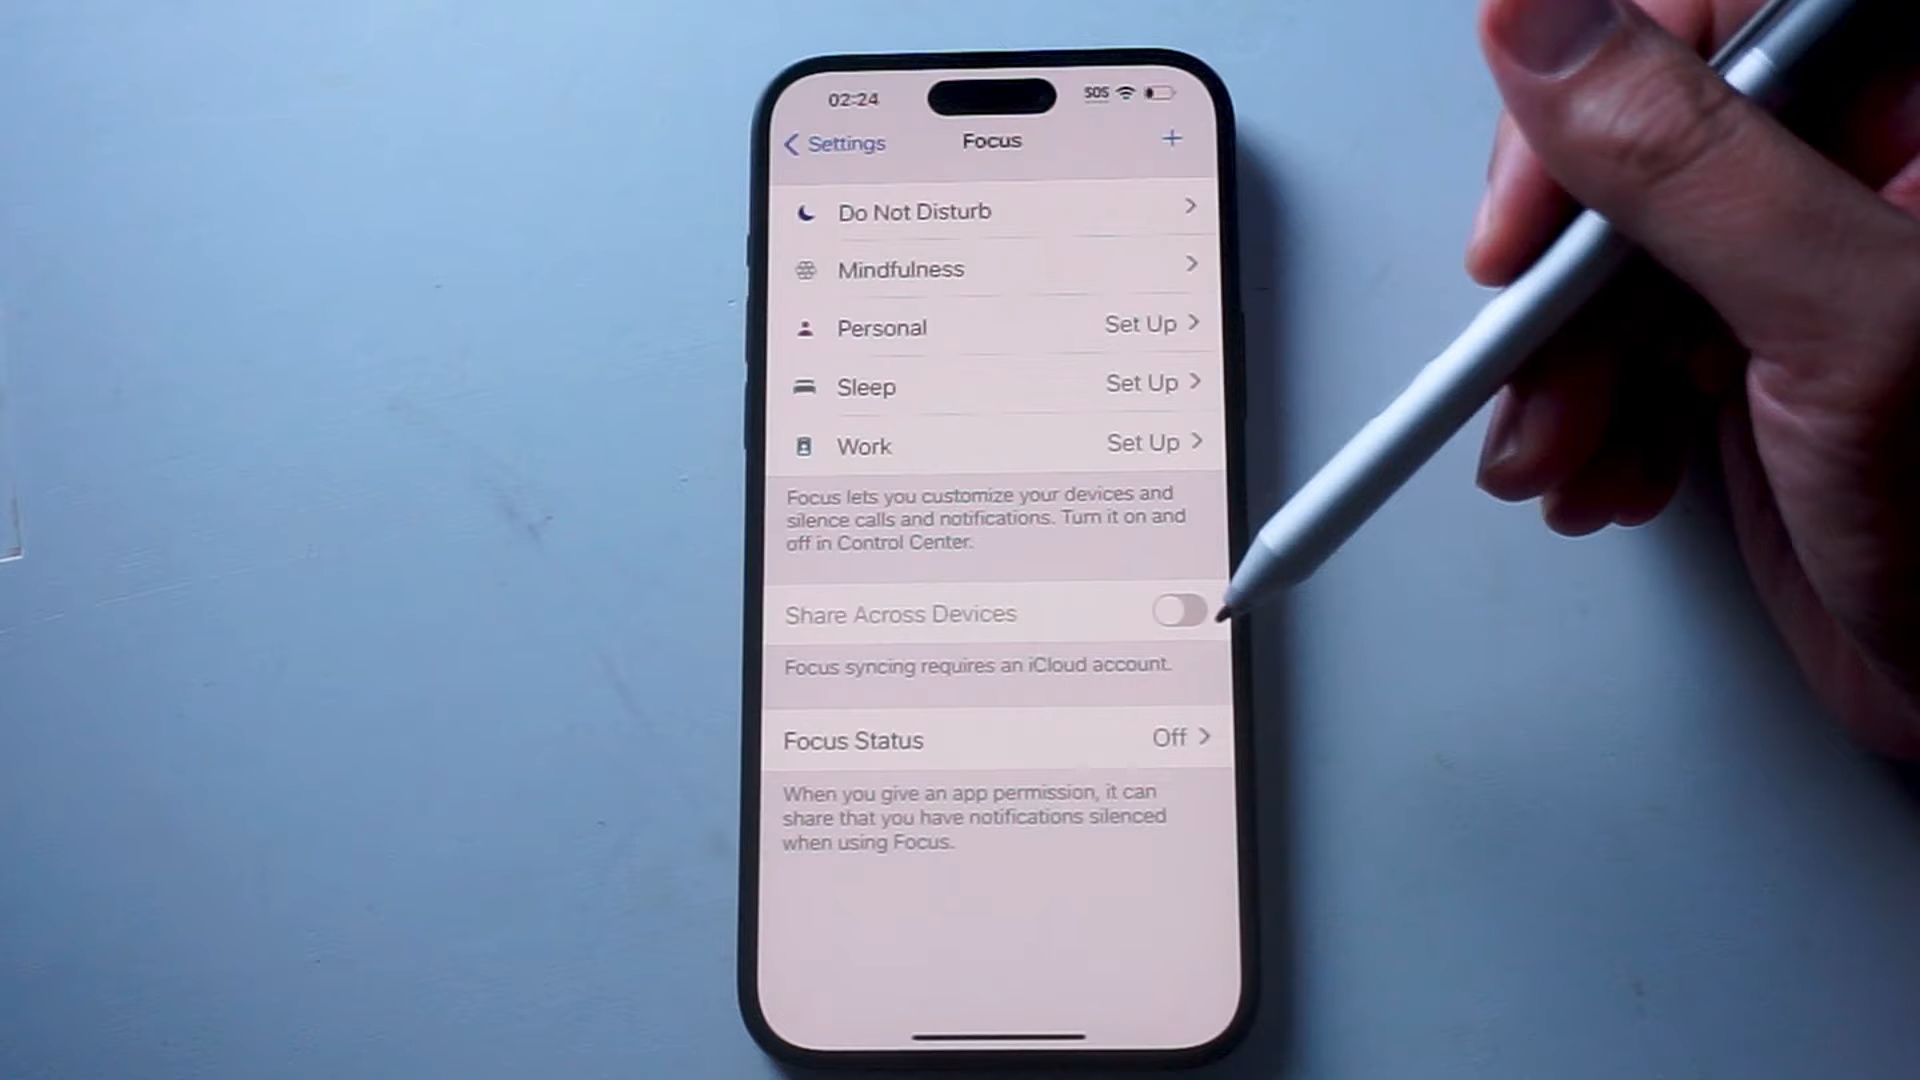 02:24
SOS
Settings
Focus
Do Not Disturb
Mindfulness
Personal
Set Up
Sleep
Set Up
Work
Set Up
Focus lets you customize your devices and
silence calls and notifications. Turn it on and
off in Control Center.
Share Across Devices
Focus syncing requires an iCloud account.
Focus Status
Off
When you give an app permission, it can
share that you have notifications silenced
when using Focus.